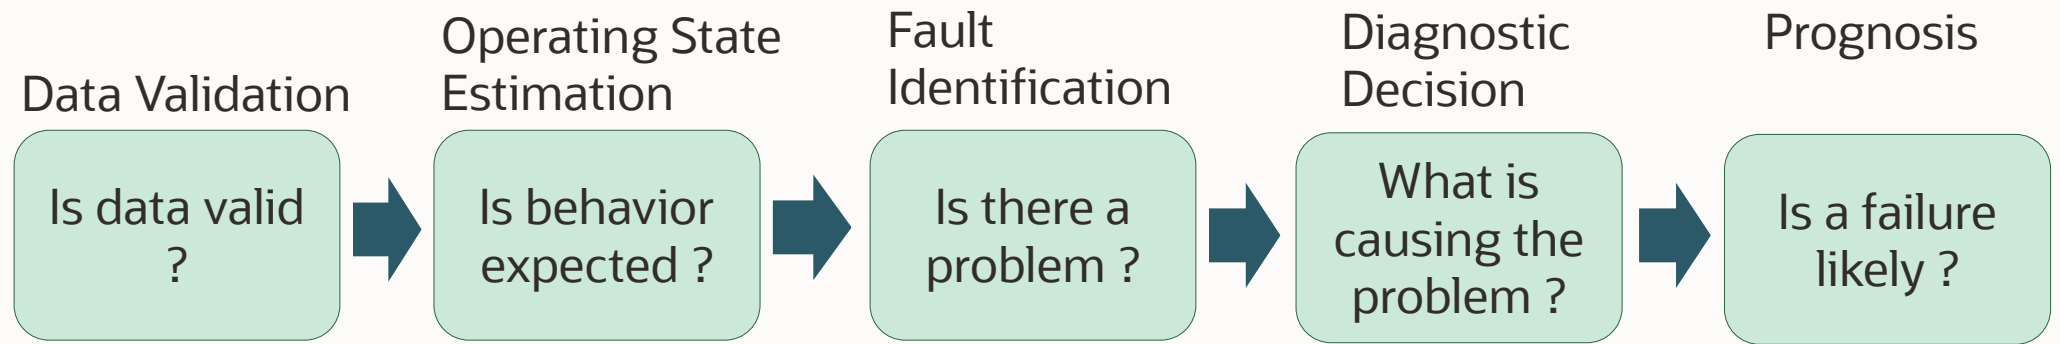 Data Validation
Operating State
Estimation
Fault
Identification
Diagnostic
Decision
Prognosis
Is data valid
?
Is behavior
expected ?
Is there a
problem ?
What is
causing the
problem ?
Is a failure
likely ?